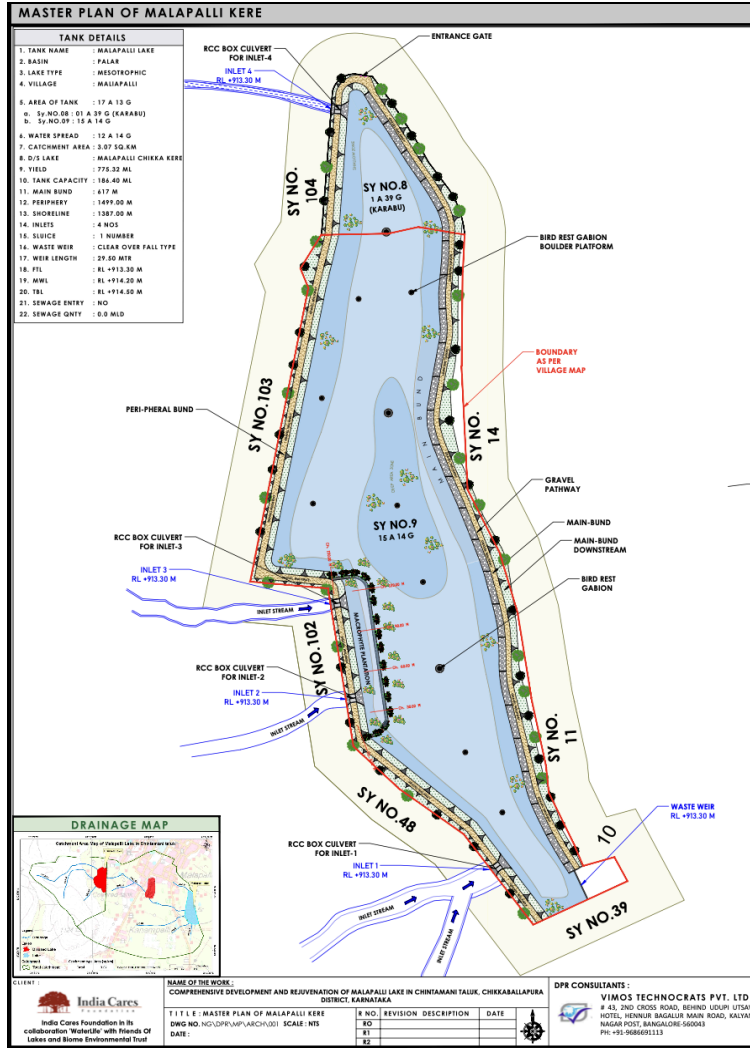 MASTER PLAN OF MALAPALLI KERE
TANK DETAILS
1. TANK NAME : MALAPALLI LAKE
2. BASIN : PALAR
3. LAKE TYPE : MESOTROPHIC
4. VILLAGE : MALIAPALLI
5. AREA OF TANK : 17 A 13 G
a. Sy.NO.08 : 01 A 39 G (KARABU)
b. Sy.NO.09 : 15 A 14 G
6. WATER SPREAD : 12 A 14 G
7. CATCHMENT AREA : 3.07 SQ.KM
8. D/S LAKE : MALAPALLI CHIKKA KERE
9. YIELD : 775.32 ML
10. TANK CAPACITY : 186.40 ML
11. MAIN BUND : 617 M
12. PERIPHERY : 1499.00 M
13. SHORELINE : 1387.00 M
14. INLETS : 4 NOS
15. SLUICE : 1 NUMBER
16. WASTE WEIR : CLEAR OVER FALL TYPE
17. WEIR LENGTH : 29.50 MTR
18. FTL : RL +913.30 M
19. MWL : RL +914.20 M
20. TBL : RL +914.50 M
21. SEWAGE ENTRY : NO
22. SEWAGE QNTY : 0.0 MLD
ENTRANCE GATE
RCC BOX CULVERT
FOR INLET-4
INLET 4
RL +913.30 M
SY NO.
104
SY NO.8
1 A 39 G
(KARABU)
BIRD REST GABION
BOULDER PLATFORM
BOUNDARY
AS PER
VILLAGE MAP
PERI-PHERAL BUND
SY NO.103
MAIN BUND
SY NO.
14
GRAVEL
PATHWAY
SY NO.9
15 A 14 G
MAIN-BUND
MAIN-BUND
DOWNSTREAM
BIRD REST
GABION
RCC BOX CULVERT
FOR INLET-3
INLET 3
RL +913.30 M
INLET STREAM
MACROPHYTE PLANTATION
SY NO.102
RCC BOX CULVERT
FOR INLET-2
INLET 2
RL +913.30 M
INLET STREAM
SY NO.
11
SY NO.48
WASTE WEIR
RL +913.30 M
10
RCC BOX CULVERT
FOR INLET-1
INLET 1
RL +913.30 M
INLET STREAM
INLET STREAM
SY NO.39
DRAINAGE MAP
Catchment Area Map of Malapalli Lake in Chintamani taluk
CLIENT :
India Cares
Foundation
India Cares Foundation in its
collaboration 'WaterLife' with Friends Of
Lakes and Biome Environmental Trust
NAME OF THE WORK :
COMPREHENSIVE DEVELOPMENT AND REJUVENATION OF MALAPALLI LAKE IN CHINTAMANI TALUK, CHIKKABALLAPURA
DISTRICT, KARNATAKA
TITLE : MASTER PLAN OF MALAPALLI KERE
DWG NO. NG\DPR\MP\ARCH\001 SCALE : NTS
DATE :
R NO. REVISION DESCRIPTION DATE
R0
R1
R2
DPR CONSULTANTS :
VIMOS TECHNOCRATS PVT. LTD
# 43, 2ND CROSS ROAD, BEHIND UDUPI UTSAV
HOTEL, HENNUR BAGALUR MAIN ROAD, KALYAN
NAGAR POST, BANGALORE-560043
PH: +91-9686691113